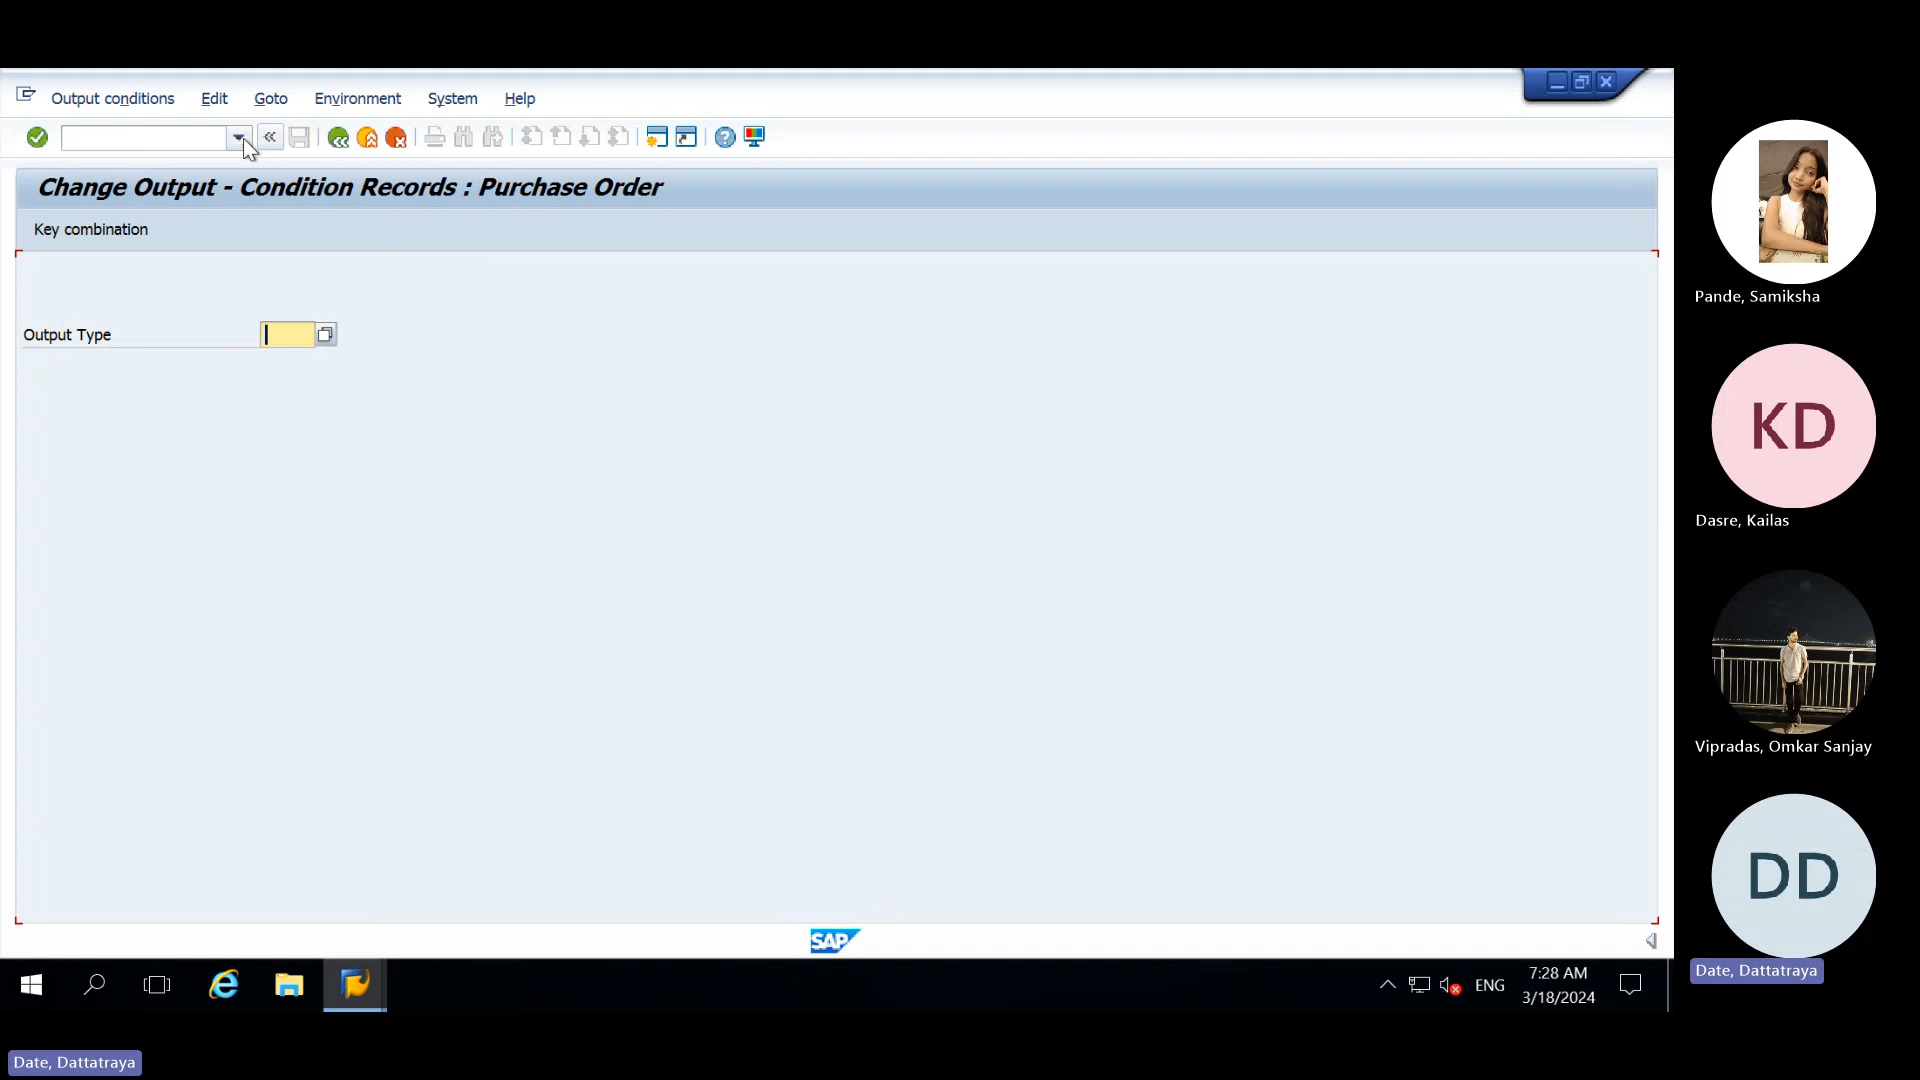 Output conditions Edit Goto Environment System Help
Change Output - Condition Records : Purchase Order
Key combination
Output Type
SAP
ENG
7:28 AM
3/18/2024
Pande, Samiksha
KD
Dasre, Kailas
Vipradas, Omkar Sanjay
DD
Date, Dattatraya
Date, Dattatraya